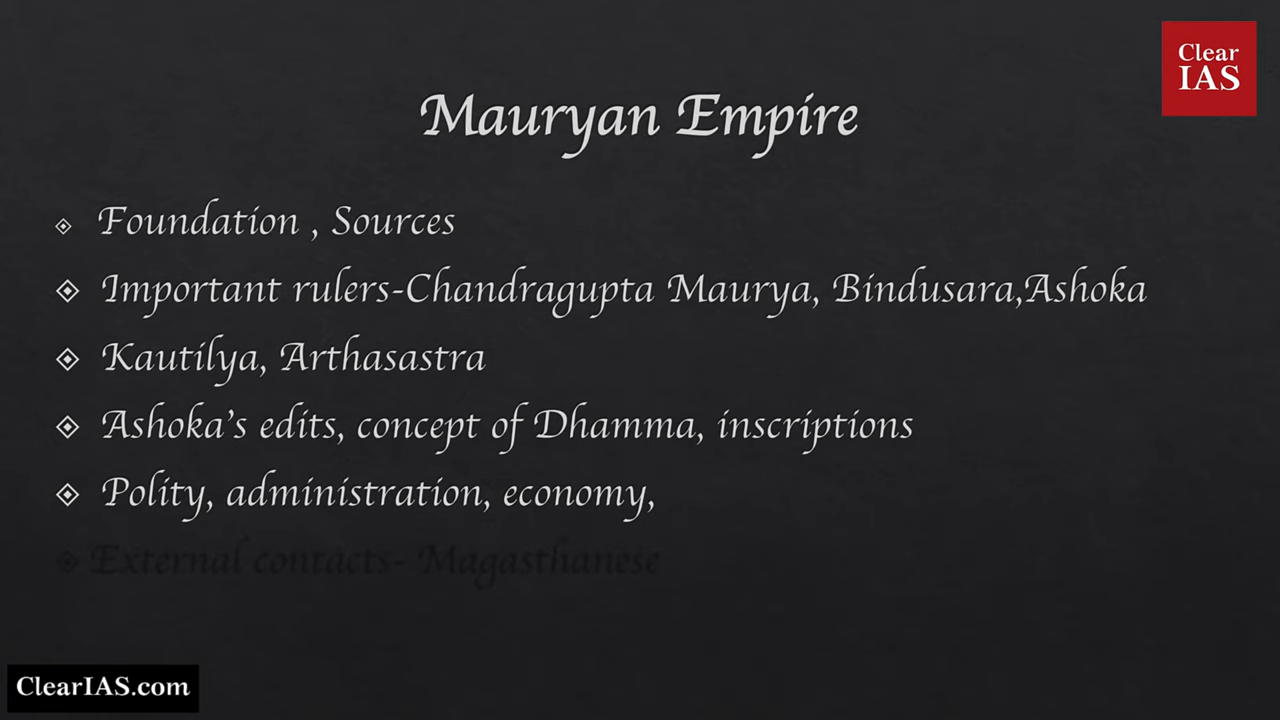 Clear
IAS
Mauryan Empire
Foundation , Sources
Important rulers-Chandragupta Maurya, Bindusara,Ashoka
Kautilya, Arthasastra
Ashoka's edits, concept of Dhamma, inscriptions
Polity, administration, economy,
External contacts- Magasthanese
ClearIAS.com